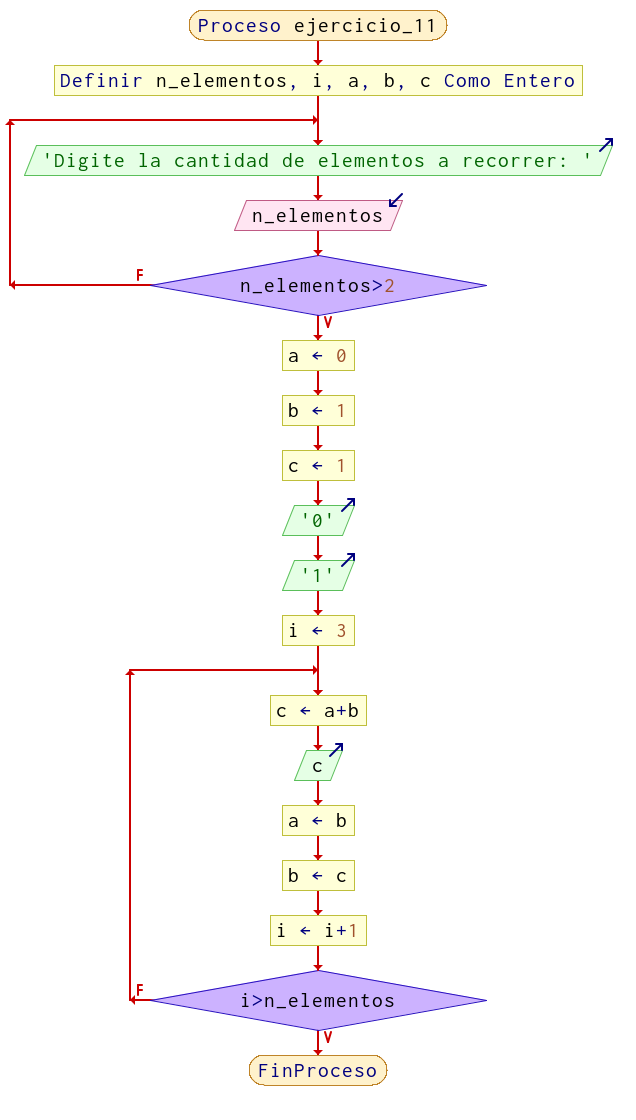 Proceso ejercicio_11
Definir n_elementos, i, a, b, c Como Entero
'Digite la cantidad de elementos a recorrer: '
n_elementos
F
n_elementos>2
V
a ← 0
b ← 1
c ← 1
'0'
'1'
i ← 3
c ← a+b
c
a ← b
b ← c
i ← i+1
F
i>n_elementos
V
FinProceso